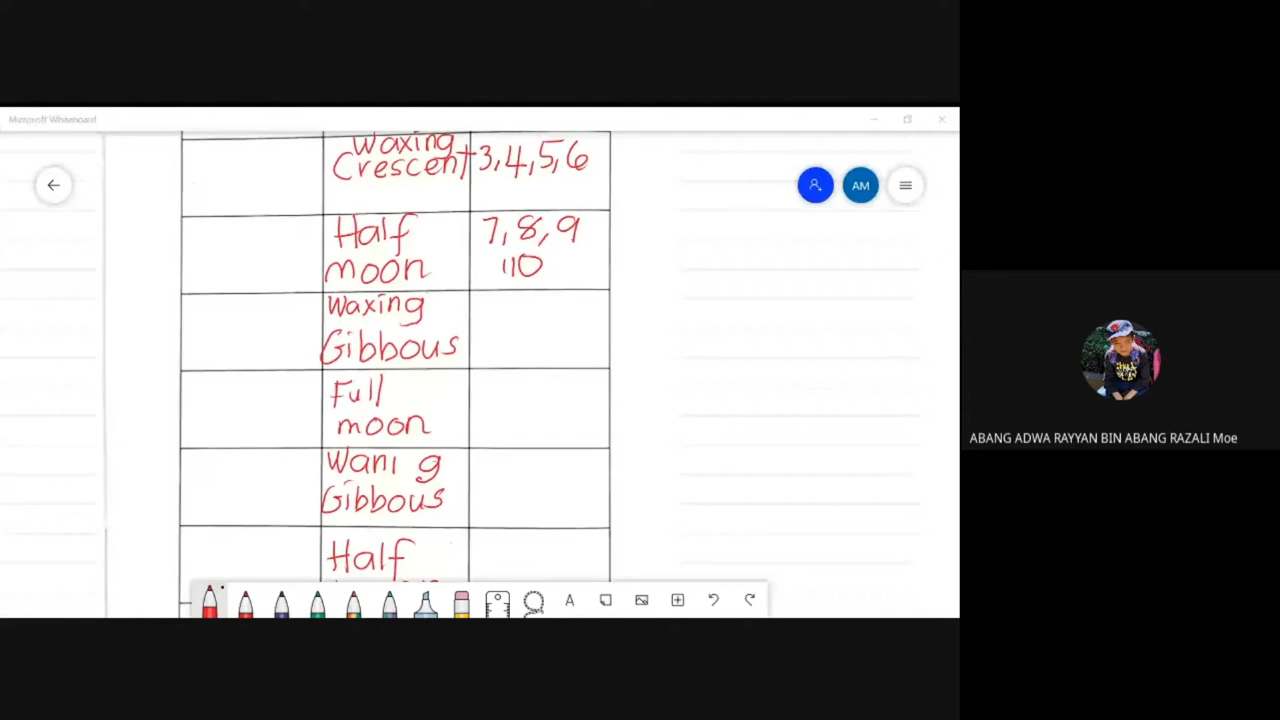 Microsoft Whiteboard
Waxing
Crescent
3,4,5,6
Half
moon
7,8,9
,10
Waxing
Gibbous
Full
moon
Wani g
Gibbous
Half
AM
A
ABANG ADWA RAYYAN BIN ABANG RAZALI Moe